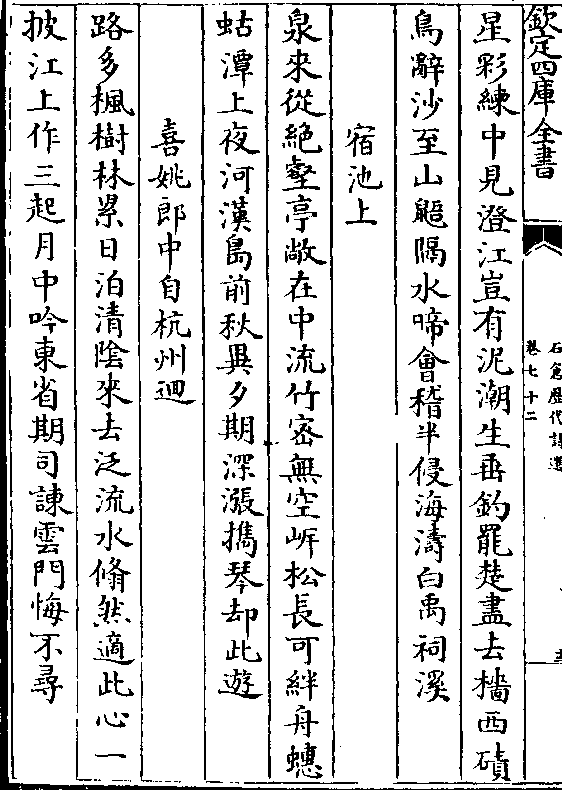 欽定四庫全書
石倉歷代詩選
卷七十二
星彩練中見澄江豈有泥潮生垂釣罷楚盡去檣西磧
鳥辭沙至山鼯隔水啼會稽半侵海濤白禹祠溪
宿池上
泉來從絶壑亭敞在中流竹密無空岍松長可絆舟蟪
蛄潭上夜河漢島前秋異夕期深漲擕琴却此遊
喜姚郎中自杭州迴
路多楓樹林累日泊清陰來去泛流水翛然適此心一
披江上作三起月中吟東省期司諫雲門悔不尋